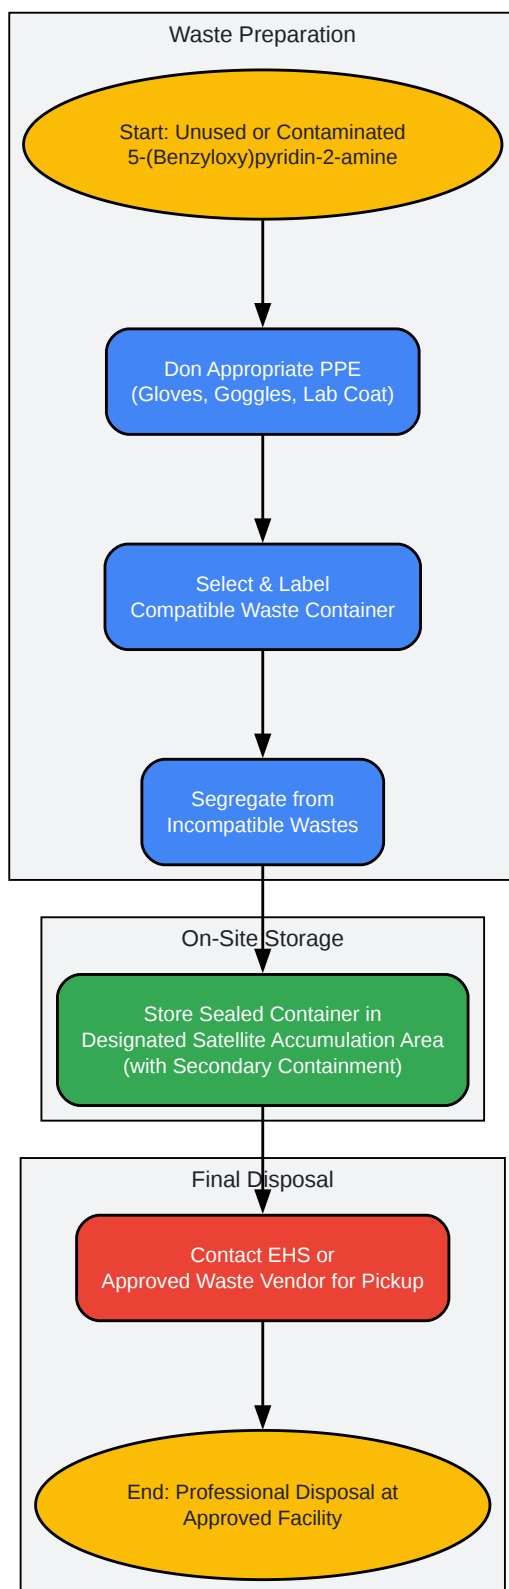 Waste Preparation
Start: Unused or Contaminated
5-(Benzyloxy)pyridin-2-amine
Don Appropriate PPE
(Gloves, Goggles, Lab Coat)
Select & Label
Compatible Waste Container
Segregate from
Incompatible Wastes
On-Site Storage
Store Sealed Container in
Designated Satellite Accumulation Area
(with Secondary Containment)
Final Disposal
Contact EHS or
Approved Waste Vendor for Pickup
End: Professional Disposal at
Approved Facility